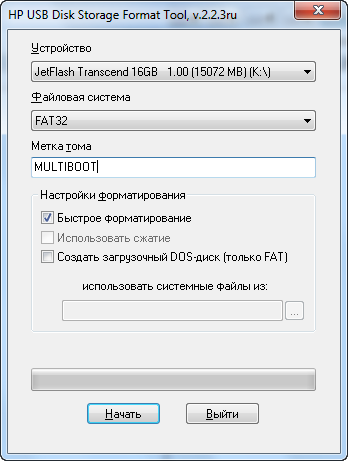 HP USB Disk Storage Format Tool, v.2.2.3ru
Устройство
JetFlash Transcend 16GB 1.00 (15072 MB) (K:\)
Файловая система
FAT32
Метка тома
MULTIBOOT
Настройки форматирования
Быстрое форматирование
Использовать сжатие
Создать загрузочный DOS-диск (только FAT)
использовать системные файлы из:
...
Начать Выйти